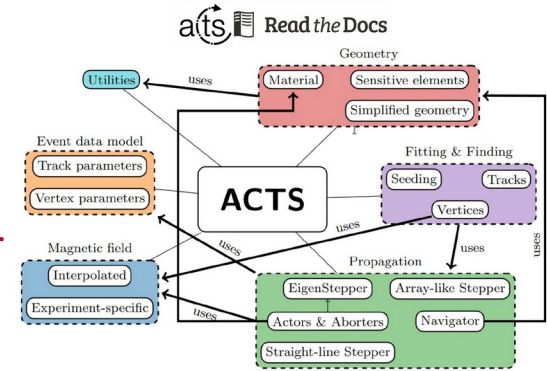 acts Read the Docs
Geometry
Utilities
uses
Material
Sensitive elements
Simplified geometry
Event data model
Track parameters
Vertex parameters
ACTS
Fitting & Finding
Seeding
Tracks
Vertices
uses
uses
uses
uses
Magnetic field
Interpolated
Experiment-specific
uses
Propagation
EigenStepper
Array-like Stepper
Actors & Aborters
Navigator
Straight-line Stepper